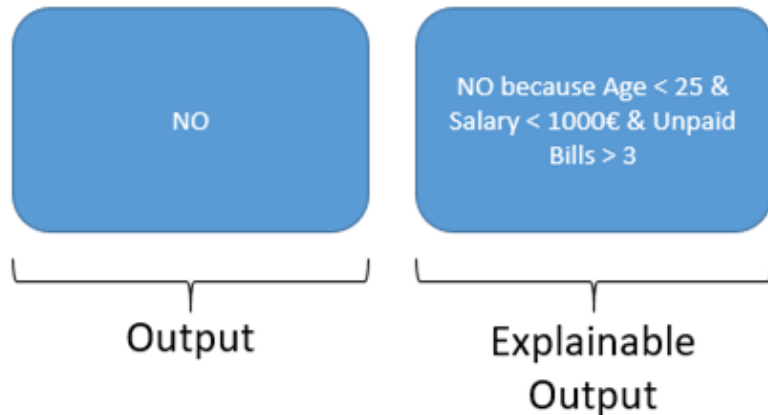 NO
NO because Age < 25 &
Salary < 1000€ & Unpaid
Bills > 3
Output
Explainable
Output